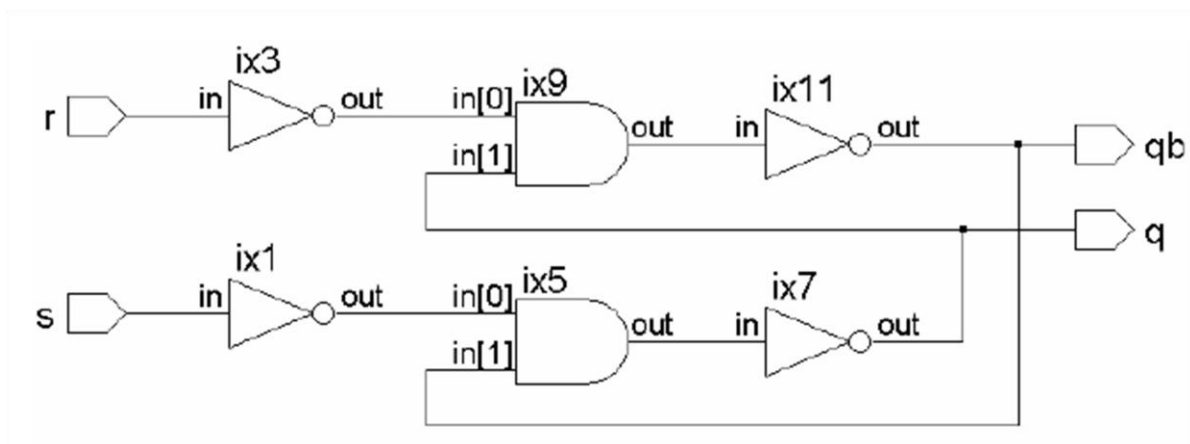 ix3
r
in
out
in[0]
ix9
in[1]
out
ix11
in
out
qb
q
ix1
s
in
out
in[0]
ix5
in[1]
out
ix7
in
out